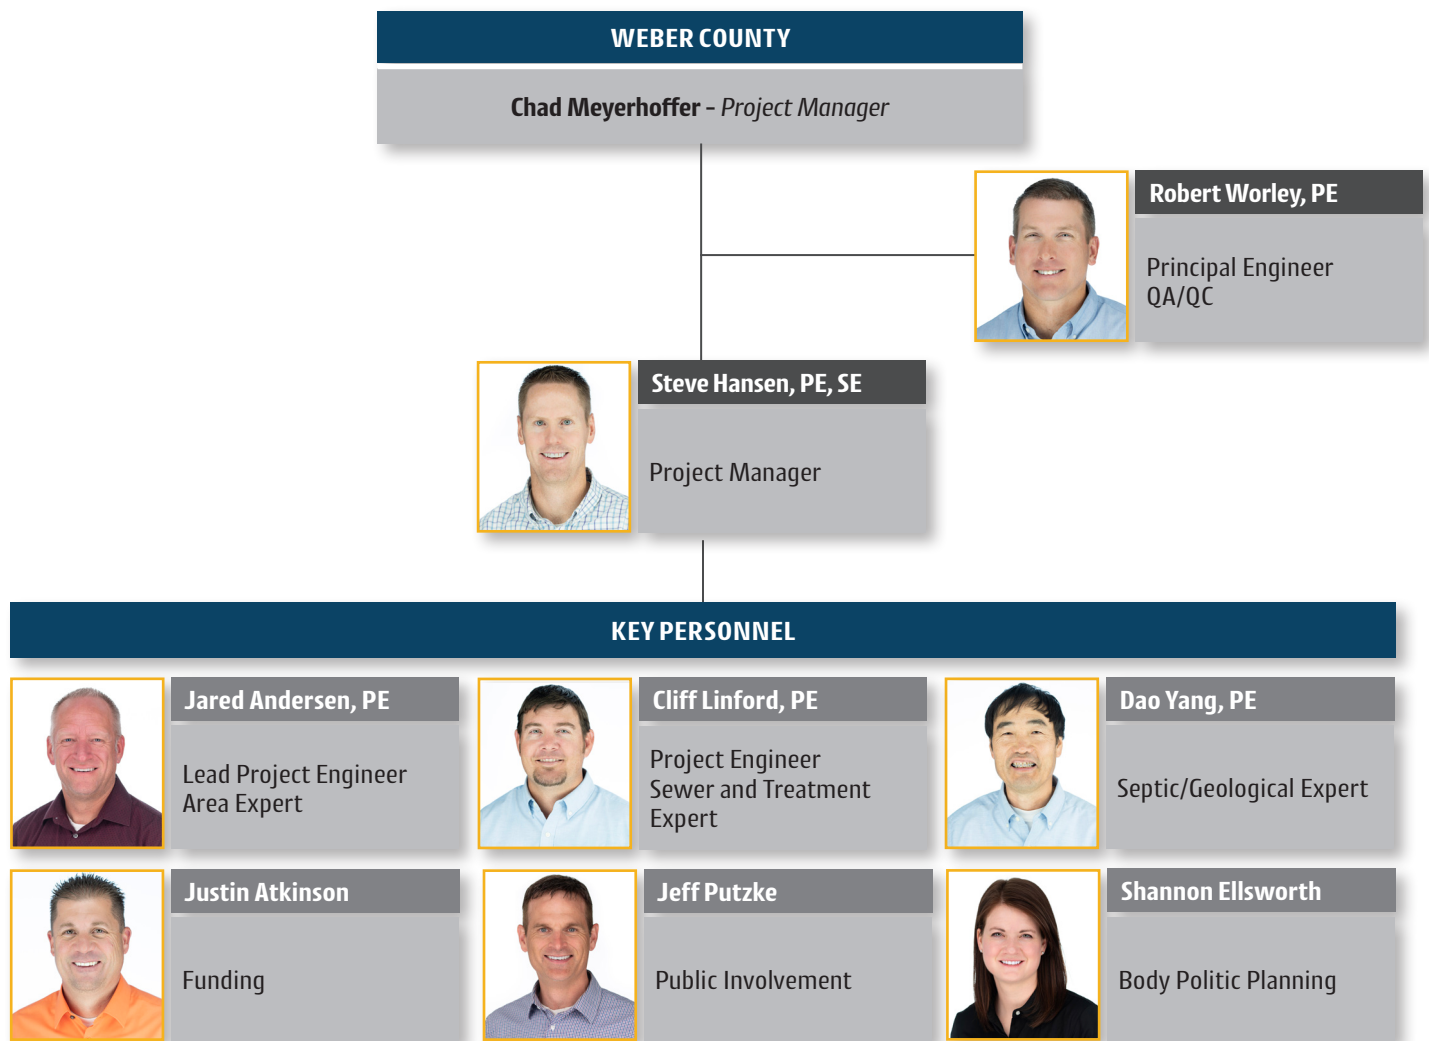 WEBER COUNTY
Chad Meyerhoffer - Project Manager
Robert Worley, PE
Principal Engineer
QA/QC
Steve Hansen, PE, SE
Project Manager
KEY PERSONNEL
Jared Andersen, PE
Lead Project Engineer
Area Expert
Cliff Linford, PE
Project Engineer
Sewer and Treatment
Expert
Dao Yang, PE
Septic/Geological Expert
Justin Atkinson
Funding
Jeff Putzke
Public Involvement
Shannon Ellsworth
Body Politic Planning